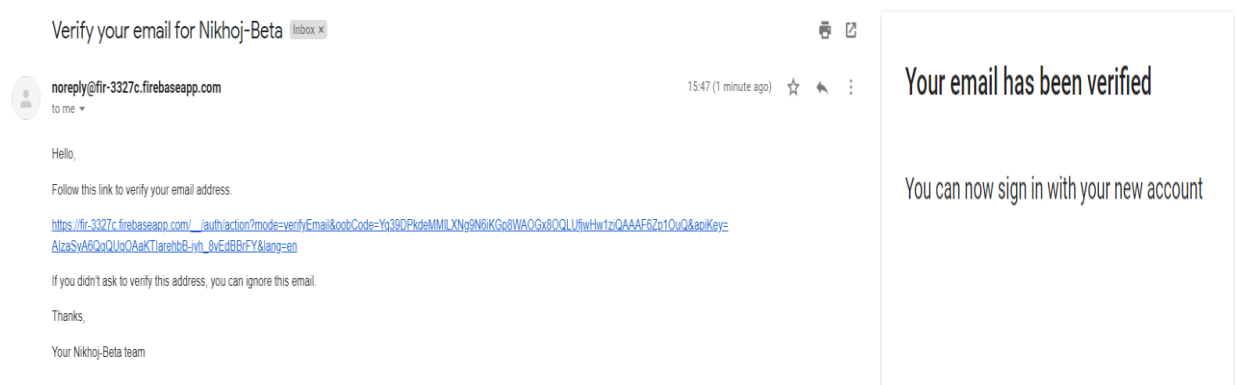 Verify your email for Nikhoj-Beta Inbox ×
noreply@fir-3327c.firebaseapp.com
15:47 (1 minute ago)
to me
Hello,
Follow this link to verify your email address.
https://fir-3327c.firebaseapp.com/__/auth/action?mode=verifyEmail&oobCode=Yq39DPkdeMMILXNg9N6iKGp8WAOGx8OQLUfjwHw1ziQAAAF6Zp1OuQ&apiKey=
AIzaSyA6QgQUqOAaKTIarehbB-iyh_8vEdBBrFY&lang=en
If you didn't ask to verify this address, you can ignore this email.
Thanks,
Your Nikhoj-Beta team
Your email has been verified
You can now sign in with your new account